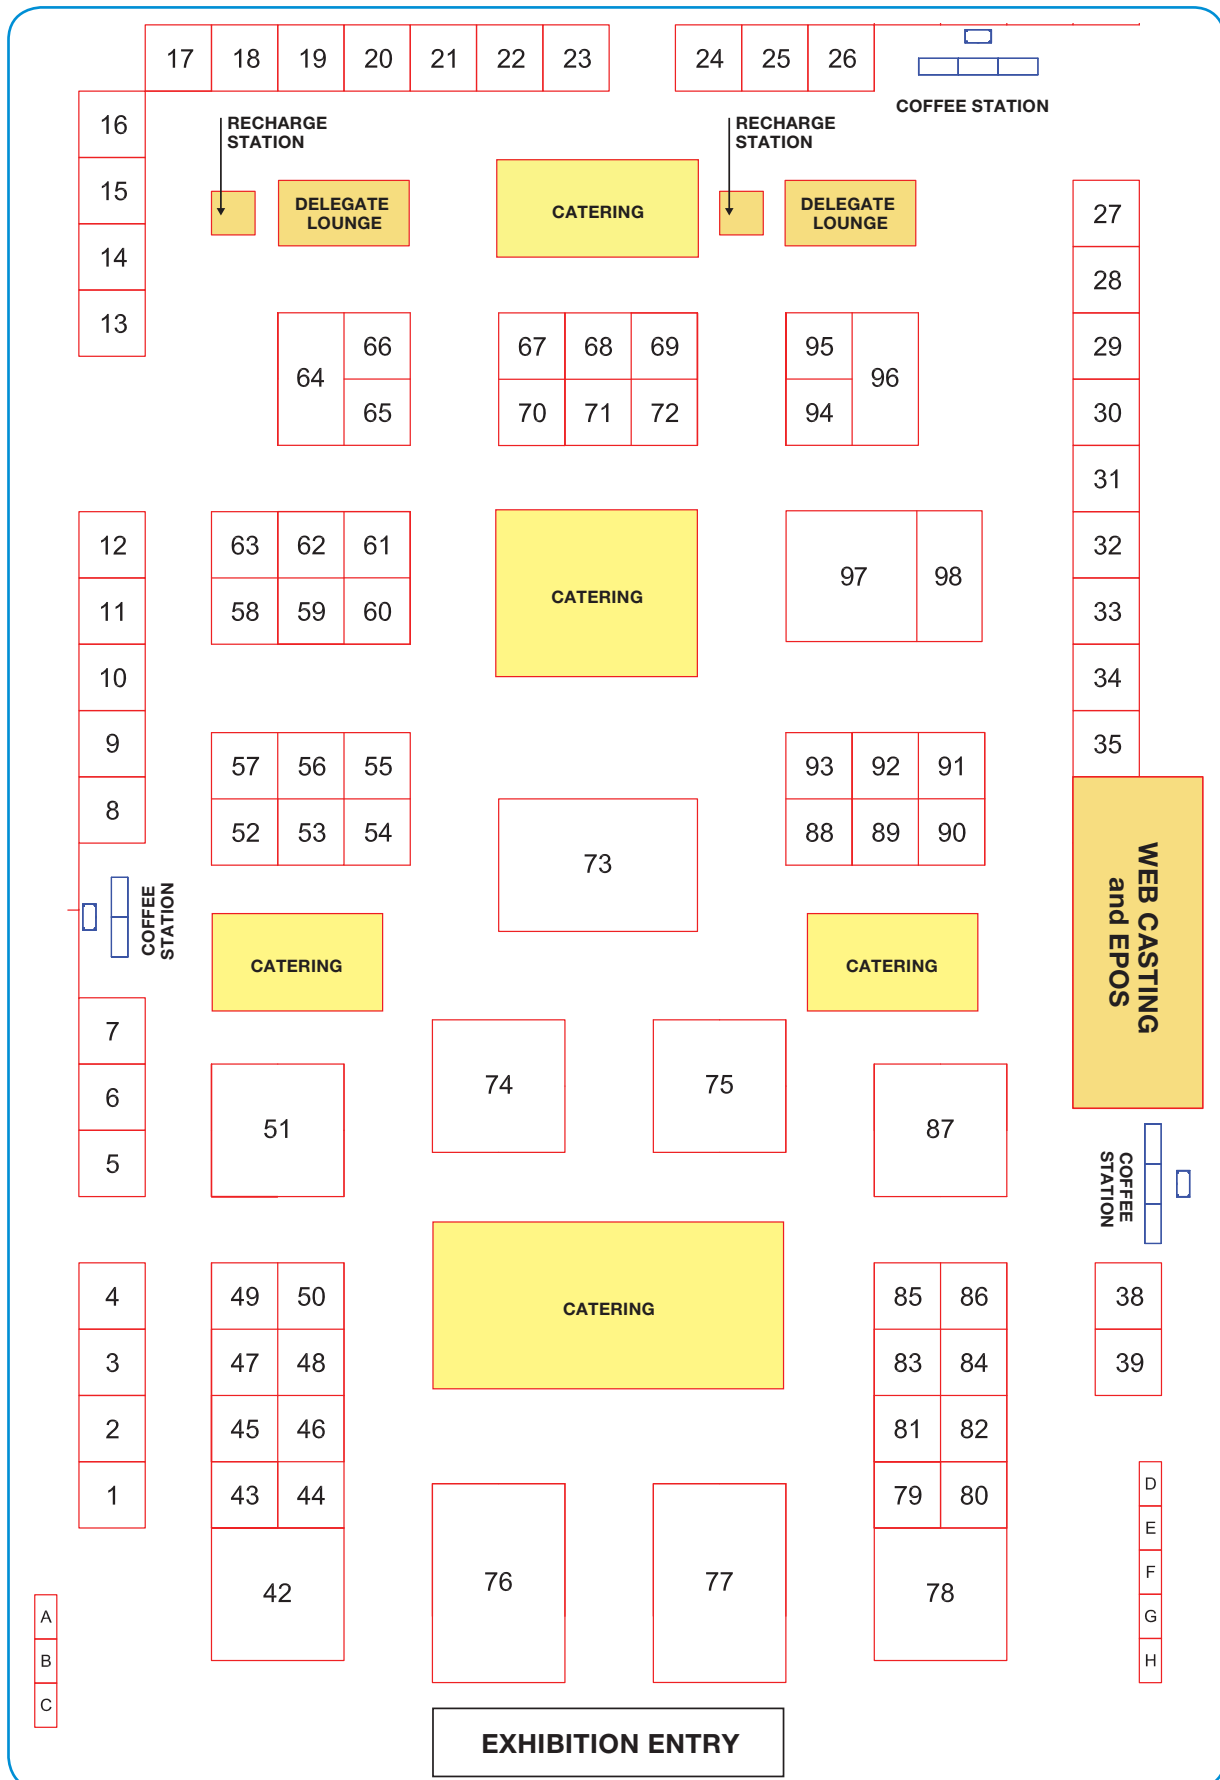 17 18 19 20 21 22 23 24 25 26
COFFEE STATION
16
RECHARGE
STATION
RECHARGE
STATION
15
DELEGATE
LOUNGE
CATERING
DELEGATE
LOUNGE
27
14
28
13
66 67 68 69 95 29
64
96
65 70 71 72 94 30
31
12 63 62 61
97 98
32
11 58 59 60
CATERING
33
10
34
9
35
57 56 55
93 92 91
8
52 53 54
88 89 90
73
COFFEE
STATION
WEB CASTING
and EPOS
CATERING
CATERING
7
74 75
6
51
87
5
COFFEE
STATION
4 49 50
CATERING
85 86 38
3 47 48
83 84 39
2 45 46
81 82
1 43 44
79 80
D
E
F
G
H
42 76 77 78
A
B
C
EXHIBITION ENTRY